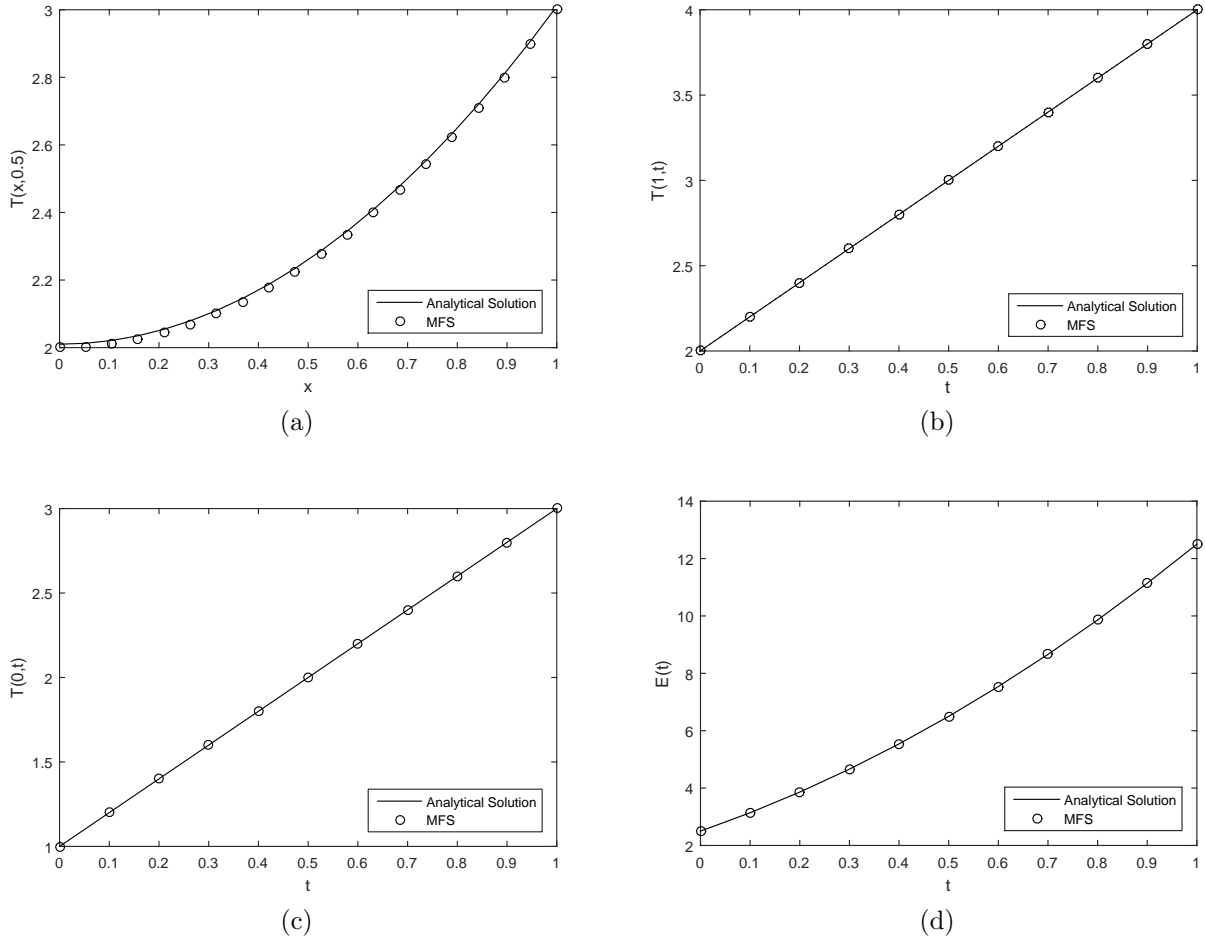 3
2.8
2.6
2.4
2.2
2
T(x,0.5)
0 0.1 0.2 0.3 0.4 0.5 0.6 0.7 0.8 0.9 1
x
Analytical Solution
MFS
(a)
4
3.5
3
2.5
2
T(1,t)
0 0.1 0.2 0.3 0.4 0.5 0.6 0.7 0.8 0.9 1
t
Analytical Solution
MFS
(b)
3
2.5
2
1.5
1
T(0,t)
0 0.1 0.2 0.3 0.4 0.5 0.6 0.7 0.8 0.9 1
t
Analytical Solution
MFS
(c)
14
12
10
8
6
4
2
E(t)
0 0.1 0.2 0.3 0.4 0.5 0.6 0.7 0.8 0.9 1
t
Analytical Solution
MFS
(d)